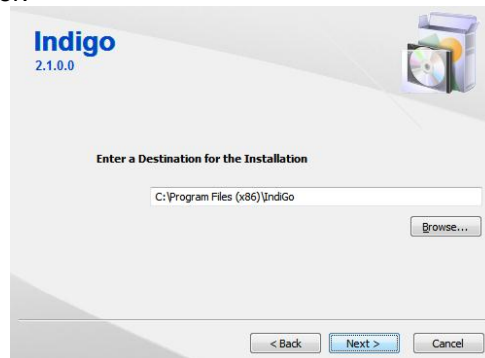 Indigo
2.1.0.0
Enter a Destination for the Installation
C:\Program Files (x86)\IndiGo
Browse...
< Back Next > Cancel